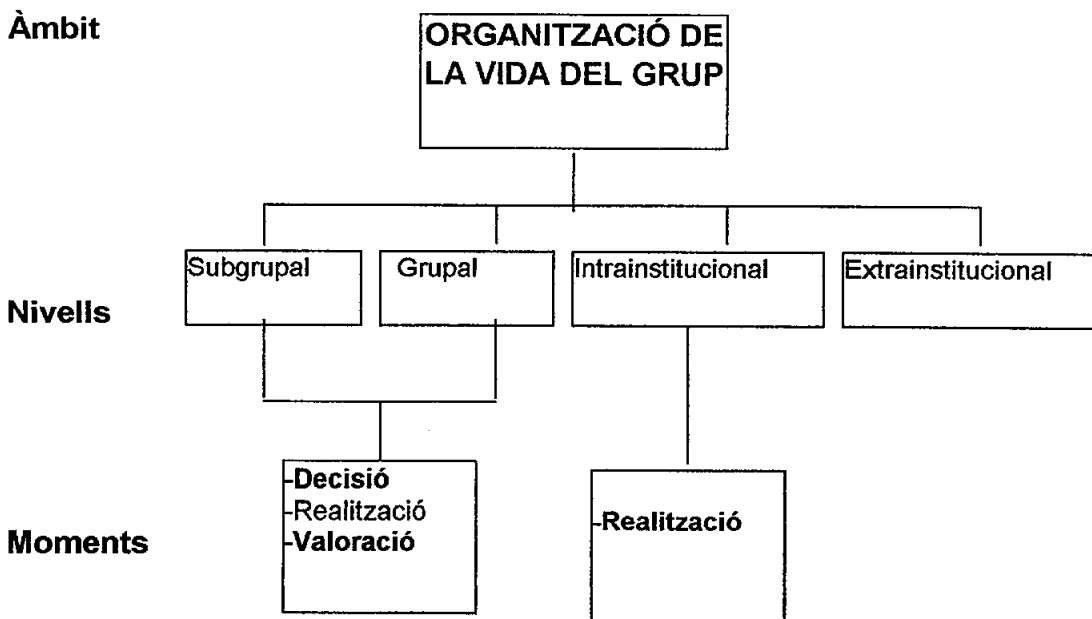 Àmbit
ORGANITZACIÓ DE
LA VIDA DEL GRUP
Subgrupal
Grupal
Intrainstitucional
Extrainstitucional
Nivells
-Decisió
-Realització
-Valoració
-Realització
Moments